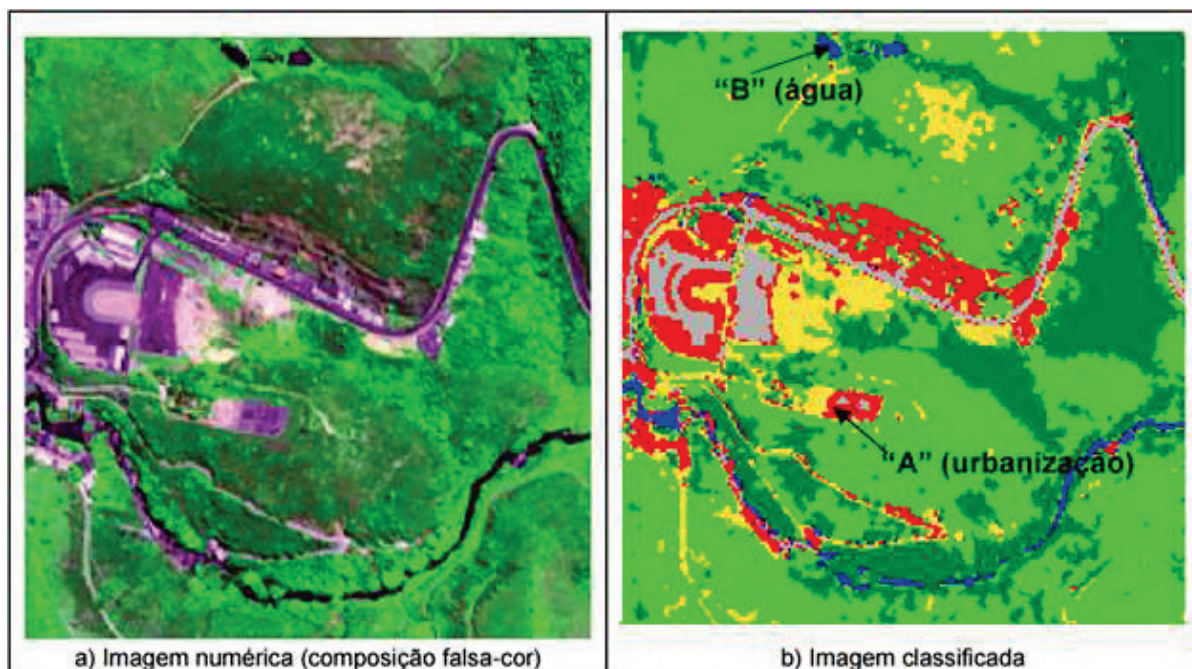 “B” (água)
“A” (urbanização)
a) Imagem numérica (composição falsa-cor)
b) Imagem classificada